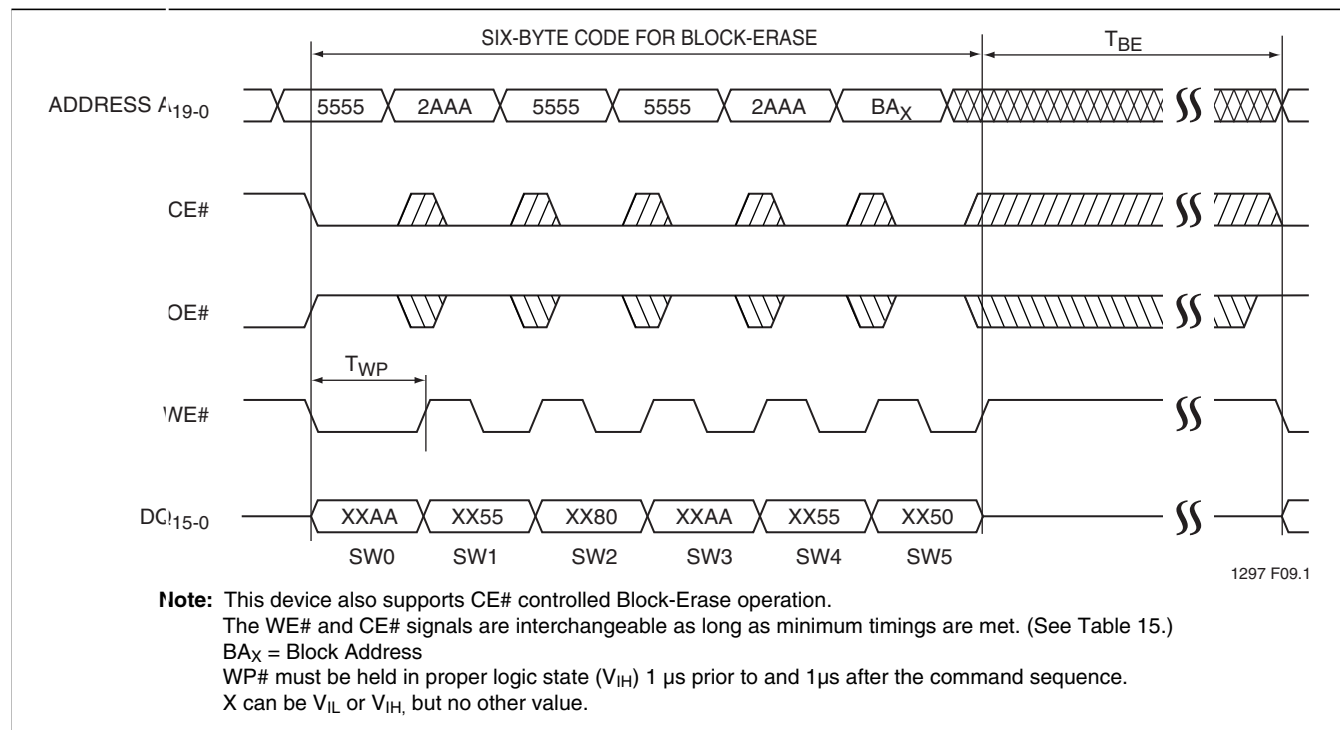 SIX-BYTE CODE FOR BLOCK-ERASE TBE
ADDRESS A19-0 5555 2AAA 5555 5555 2AAA BAX
CE#
OE#
TWP
WE#
DQ15-0 XXAA XX55 XX80 XXAA XX55 XX50
SW0 SW1 SW2 SW3 SW4 SW5
1297 F09.1
Note: This device also supports CE# controlled Block-Erase operation.
The WE# and CE# signals are interchangeable as long as minimum timings are met. (See Table 15.)
BAX = Block Address
WP# must be held in proper logic state (VIH) 1 µs prior to and 1µs after the command sequence.
X can be VIL or VIH, but no other value.